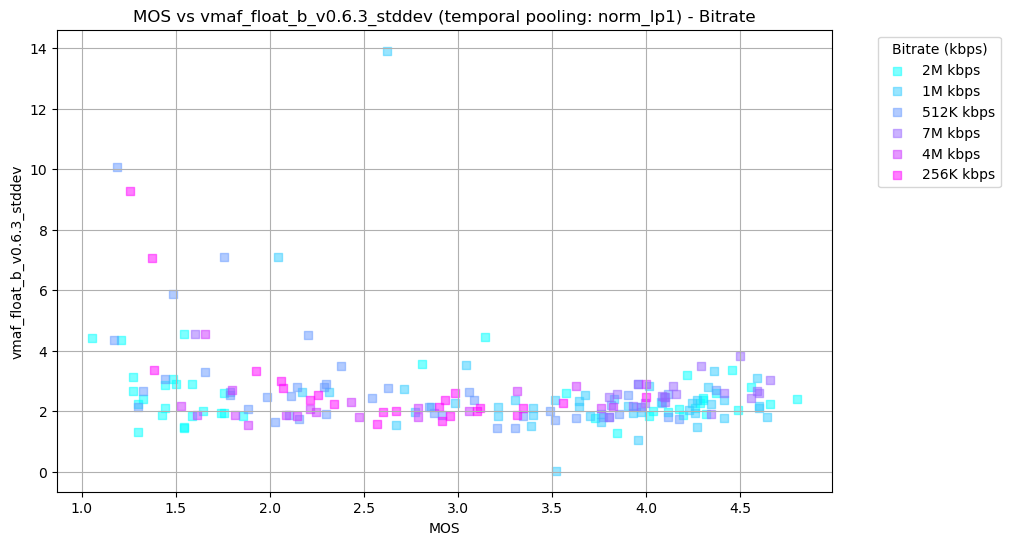 MOS vs vmaf_float_b_v0.6.3_stddev (temporal pooling: norm_lp1) - Bitrate
vmaf_float_b_v0.6.3_stddev
14
12
10
8
6
4
2
0
1.0 1.5 2.0 2.5 3.0 3.5 4.0 4.5
MOS
Bitrate (kbps)
2M kbps
1M kbps
512K kbps
7M kbps
4M kbps
256K kbps